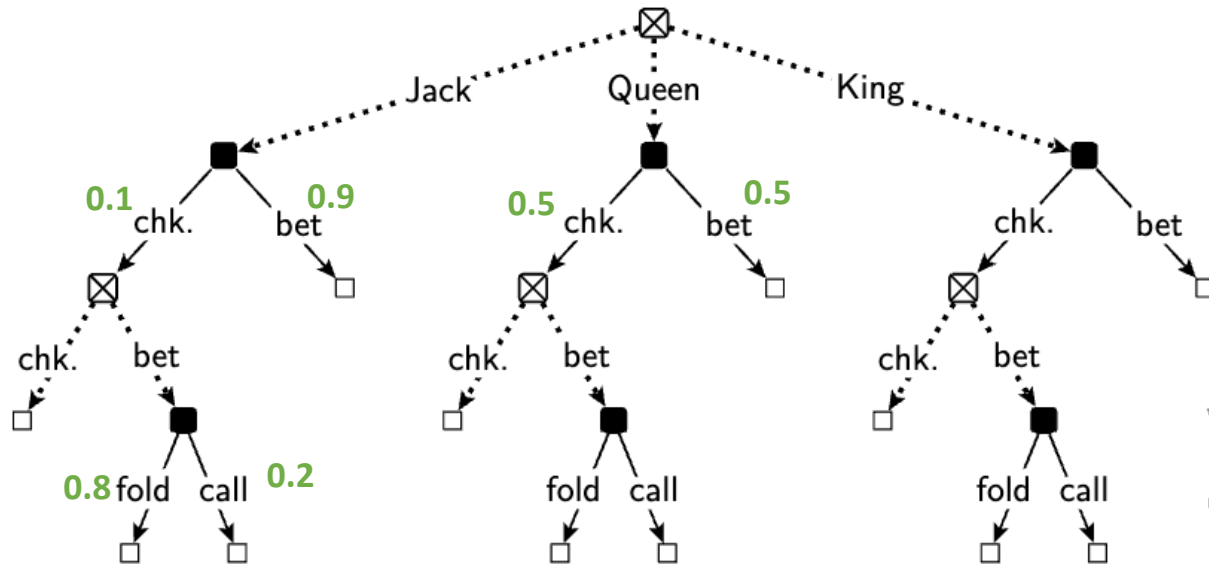 Jack Queen King
0.1 chk. 0.9 bet 0.5 chk. 0.5 bet chk. bet
chk. bet chk. bet chk. bet
0.8 fold call 0.2 fold call fold call